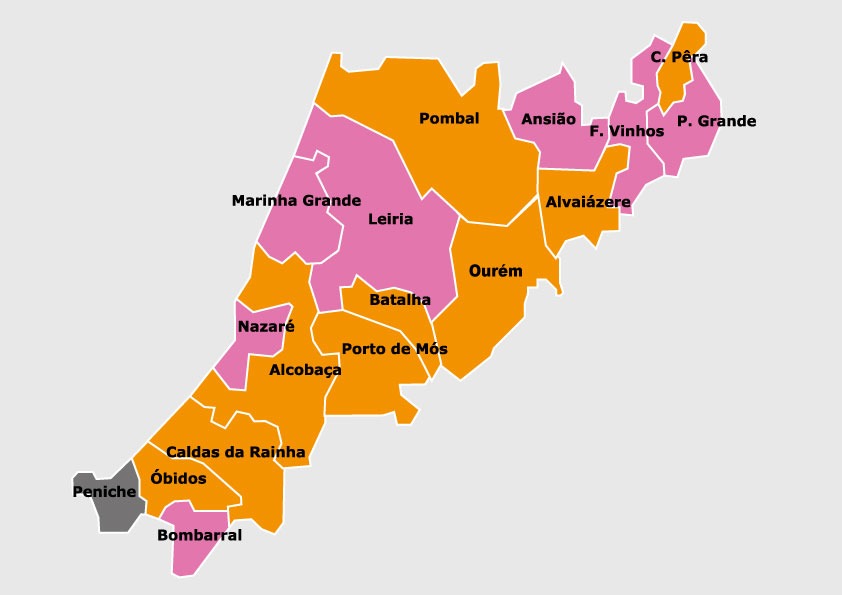 C. Pêra
Pombal
Ansião
F. Vinhos
P. Grande
Marinha Grande
Leiria
Alvaiázere
Ourém
Batalha
Nazaré
Porto de Mós
Alcobaça
Caldas da Rainha
Óbidos
Peniche
Bombarral